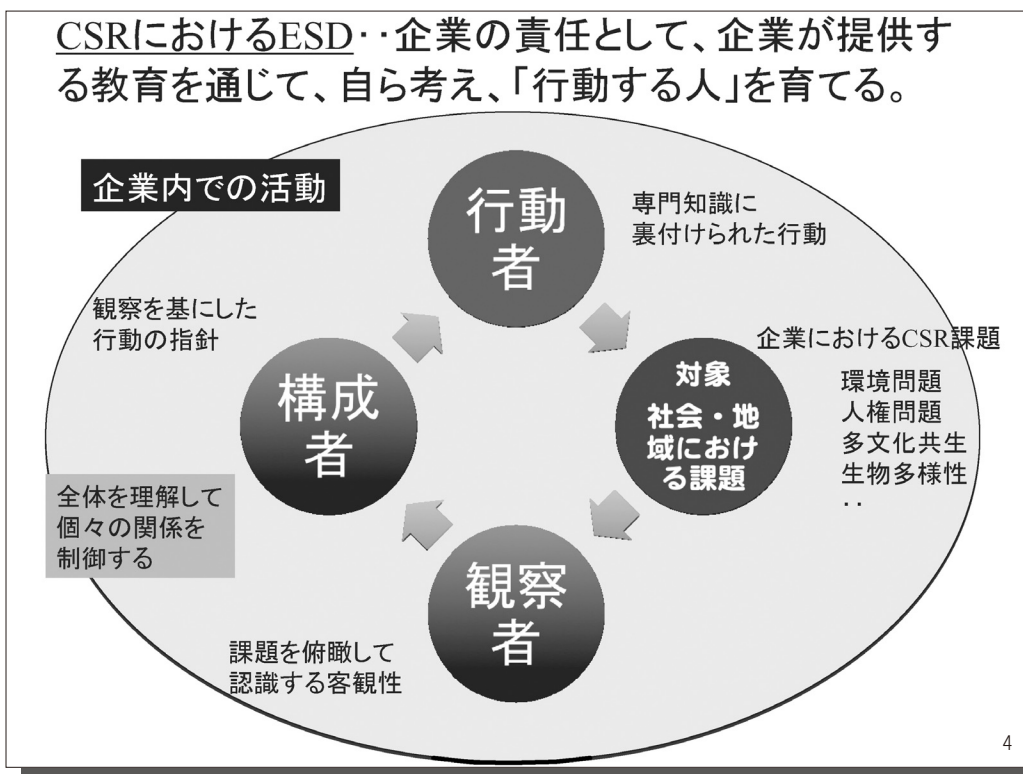 CSRにおけるESD‥企業の責任として、企業が提供す
る教育を通じて、自ら考え、「行動する人」を育てる。
企業内での活動
行動
者
専門知識に
裏付けられた行動
観察を基にした
行動の指針
企業におけるCSR課題
環境問題
人権問題
多文化共生
生物多様性
‥
構成
者
対象
社会・地
域におけ
る課題
全体を理解して
個々の関係を
制御する
観察
者
課題を俯瞰して
認識する客観性
4